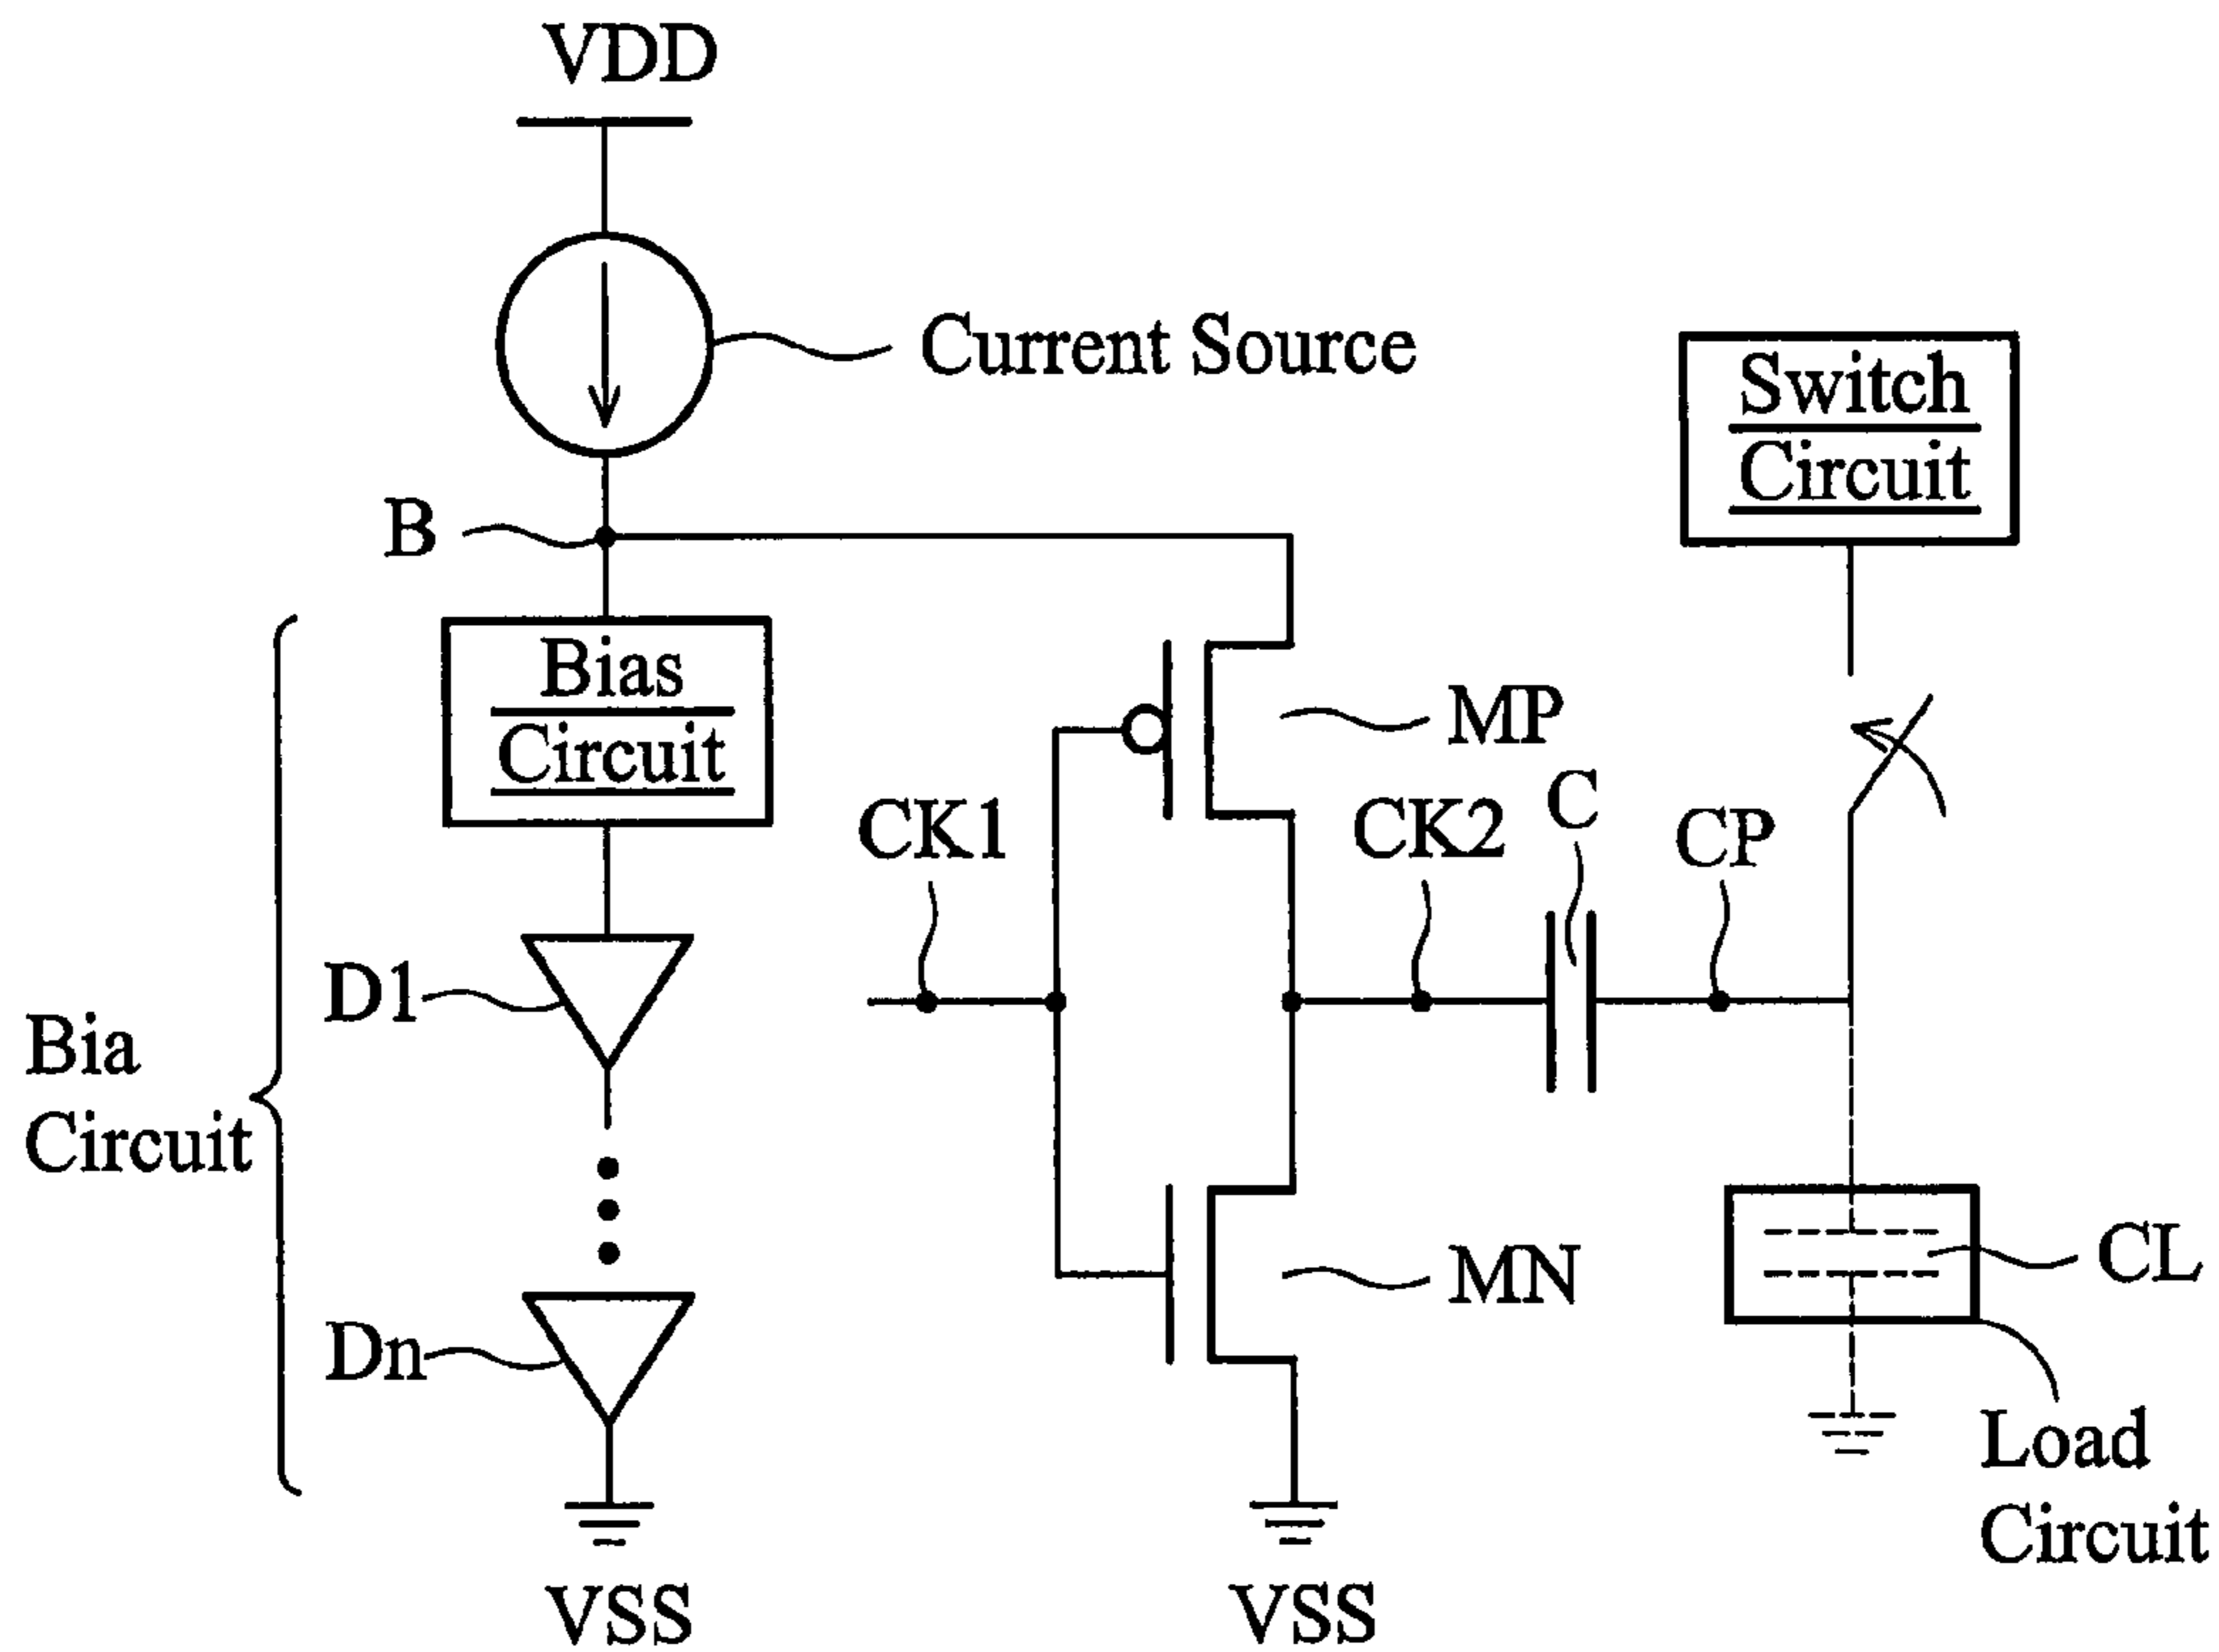 VDD
Current Source
Switch
Circuit
B
Bias
Circuit
MP
C
CK1
CK2
CP
D1
Bia
Circuit
MN
CL
Dn
Load
Circuit
VSS
VSS